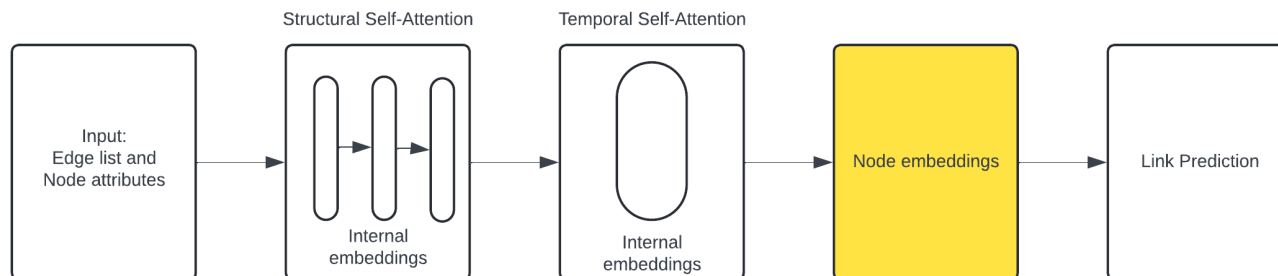 Structural Self-Attention
Temporal Self-Attention
Input:
Edge list and
Node attributes
Internal
embeddings
Internal
embeddings
Node embeddings
Link Prediction